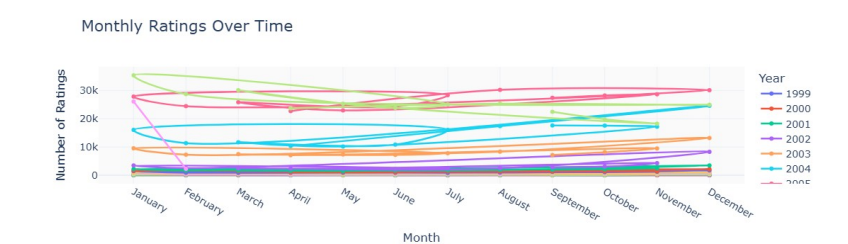 Monthly Ratings Over Time
Number of Ratings
30k
20k
10k
0
January
February
March
April
May
June
July
August
September
October
November
December
Month
Year
1999
2000
2001
2002
2003
2004
2005